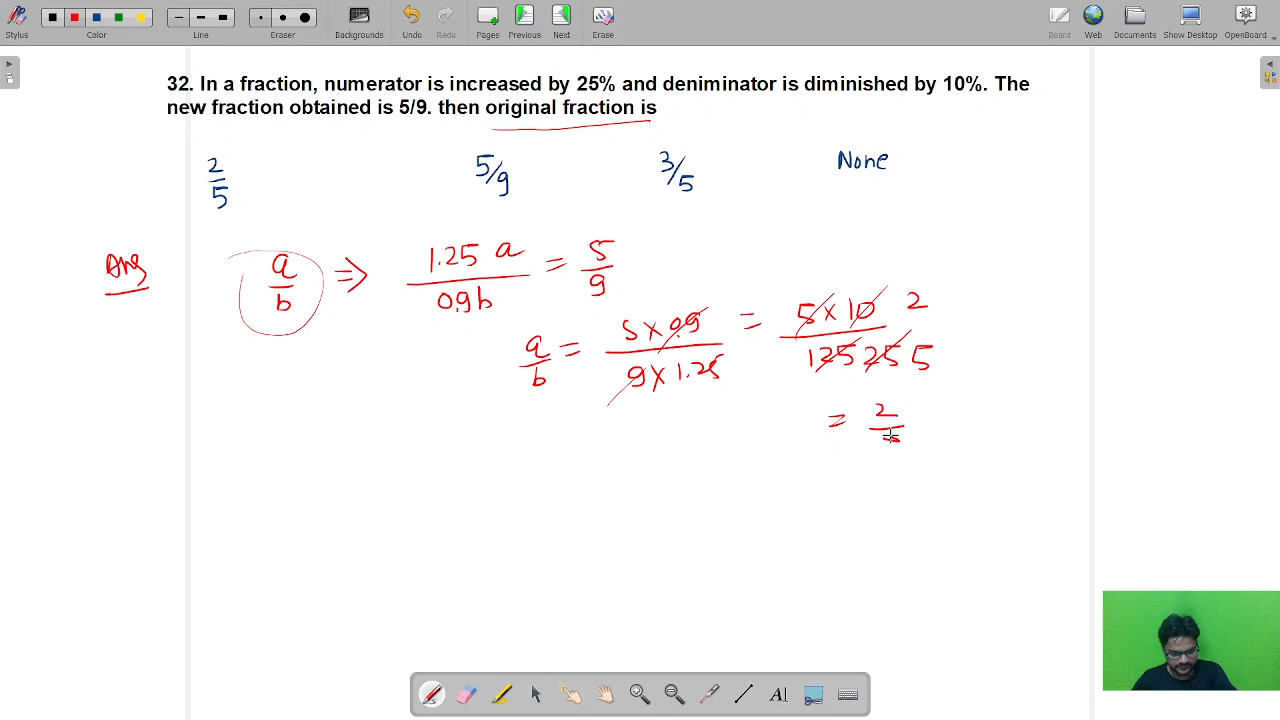 Stylus Color Line Eraser Backgrounds Undo Redo Pages Previous Next Erase Board Web Documents Show Desktop OpenBoard
32. In a fraction, numerator is increased by 25% and deniminator is diminished by 10%. The
new fraction obtained is 5/9. then original fraction is
2/5 5/9 3/5 None
Ans a/b ⇒ 1.25 a / 0.9b = 5/9
a/b = 5 × 0.9 / 9 × 1.25 = 5 × 10 2 / 125 25 5
= 2/5